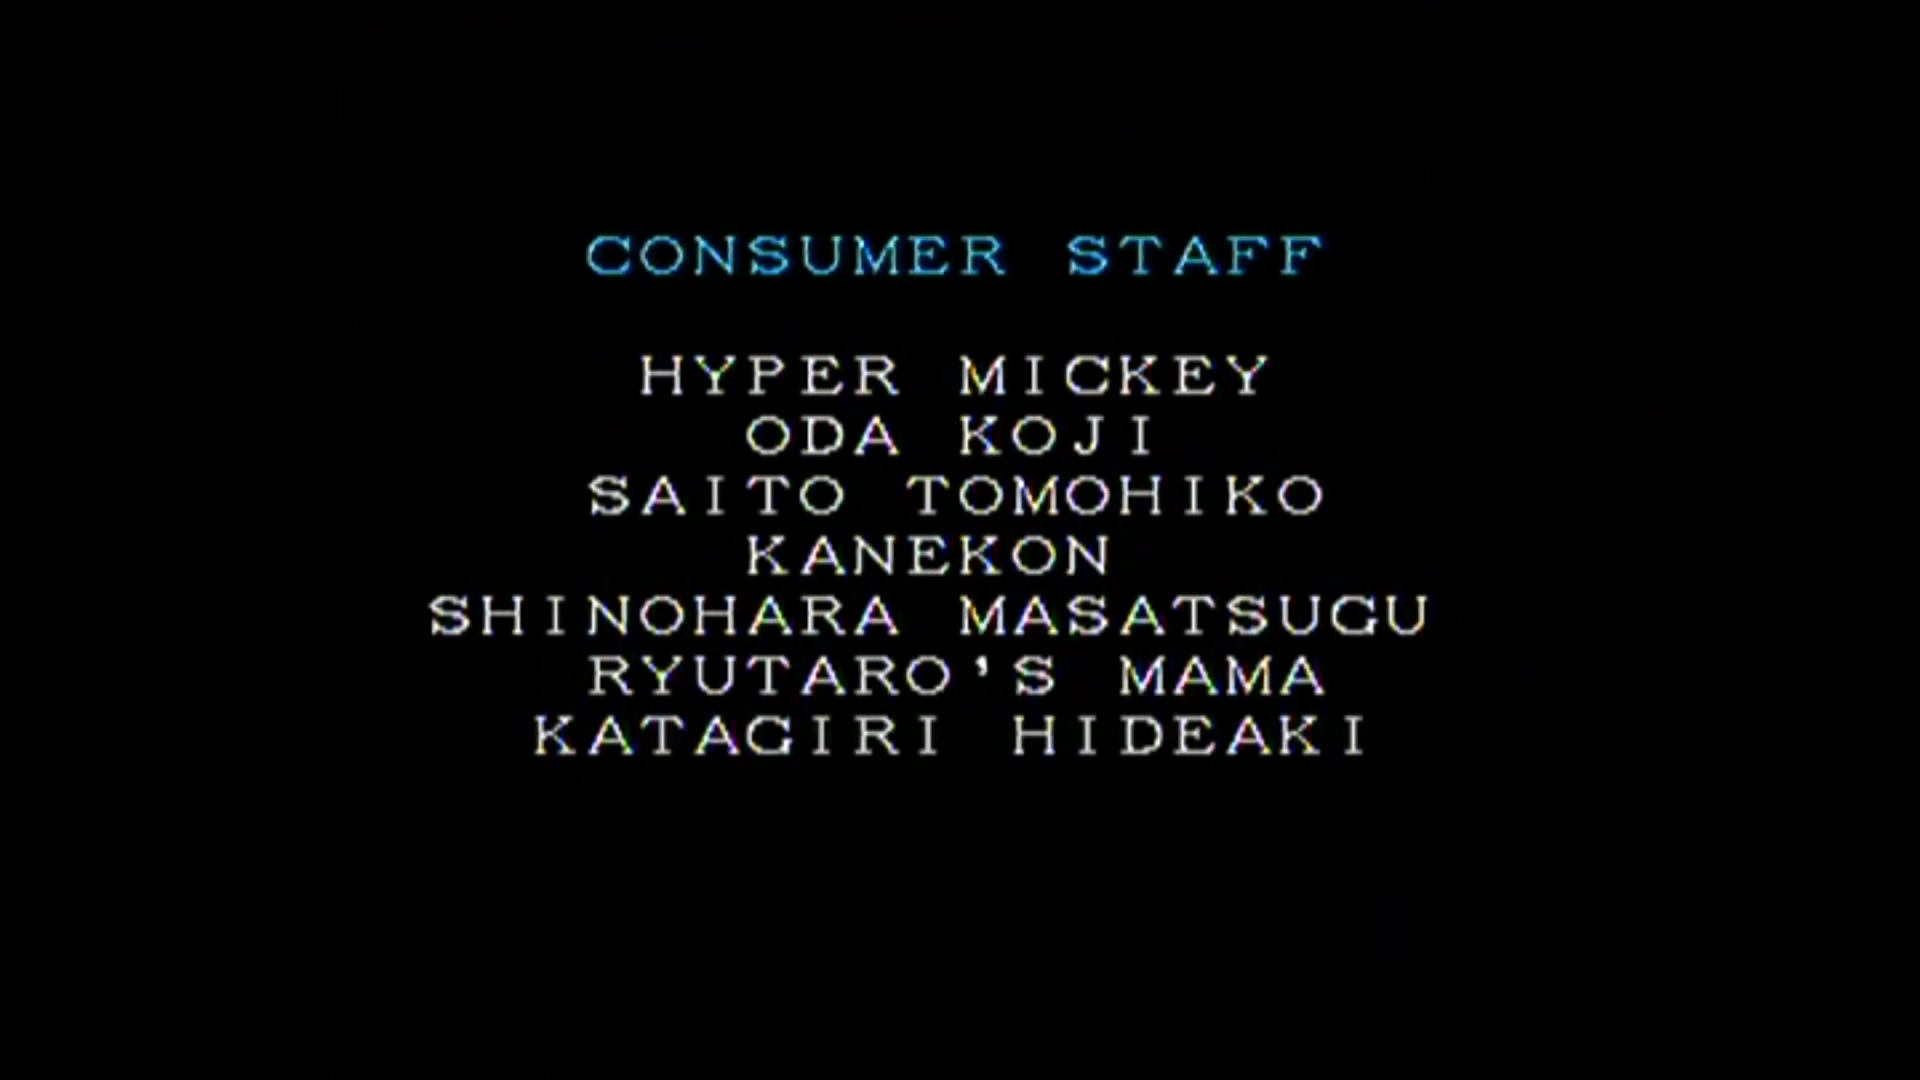 CONSUMER STAFF
HYPER MICKEY
ODA KOJI
SAITO TOMOHIKO
KANEKON
SHINOHARA MASATSUGU
RYUTARO'S MAMA
KATAGIRI HIDEAKI